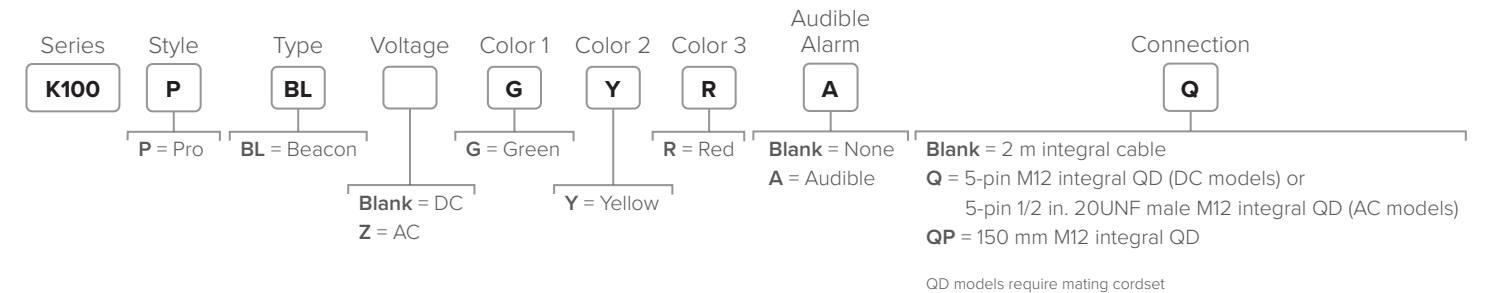 Series Style Type Voltage Color 1 Color 2 Color 3 Audible Alarm Connection
K100 P BL G Y R A Q
P = Pro
BL = Beacon
Blank = DC
Z = AC
G = Green
Y = Yellow
R = Red
Blank = None
A = Audible
Blank = 2 m integral cable
Q = 5-pin M12 integral QD (DC models) or
5-pin 1/2 in. 20UNF male M12 integral QD (AC models)
QP = 150 mm M12 integral QD
QD models require mating cordset